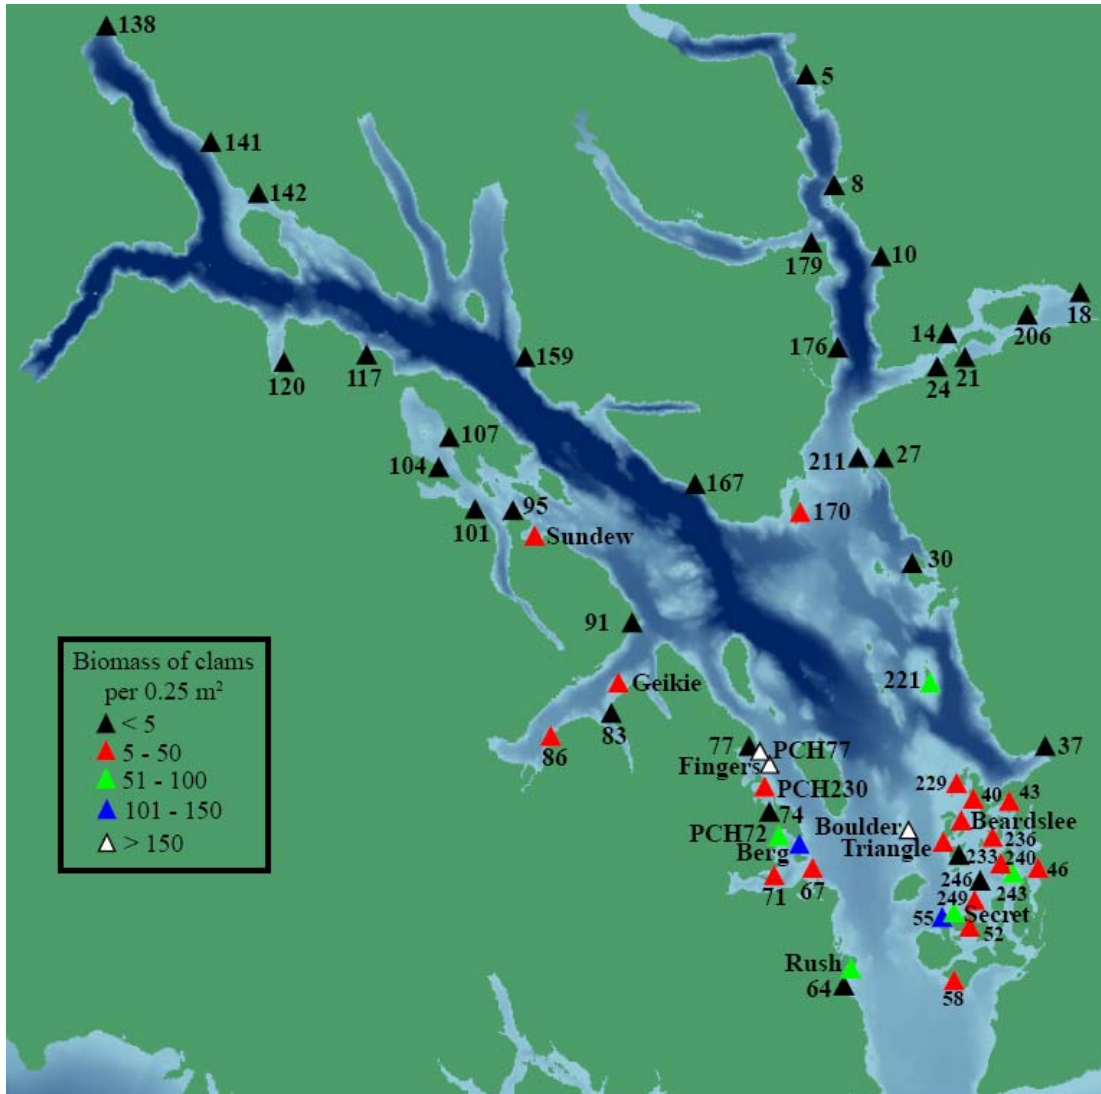 138
5
141
142
8
179
10
18
206
14
176
21
24
159
120
117
107
104
211
27
167
95
101
170
Sundew
30
91
221
Geikie
83
86
Biomass of clams
per 0.25 m²
< 5
5 - 50
51 - 100
101 - 150
> 150
77
PCH77
37
Fingers
PCH230
229
40
43
74
Boulder
Beardslee
PCH72
Berg
Triangle
236
233
240
46
71
67
246
243
249
Secret
55
52
Rush
64
58